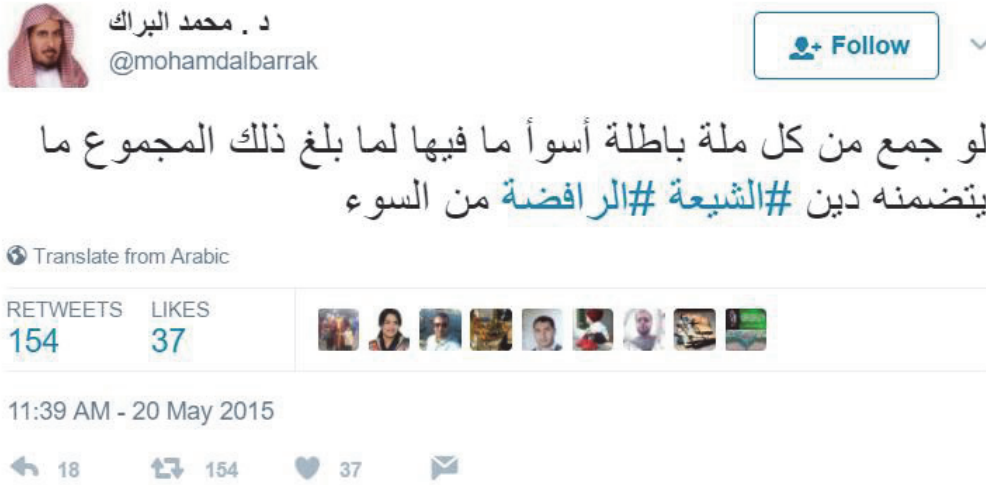 د . محمد البراك
@mohamdalbarrak
Follow
لو جمع من كل ملة باطلة أسوأ ما فيها لما بلغ ذلك المجموع ما
يتضمنه دين #الشيعة #الرافضة من السوء
Translate from Arabic
RETWEETS LIKES
154 37
11:39 AM - 20 May 2015
18 154 37